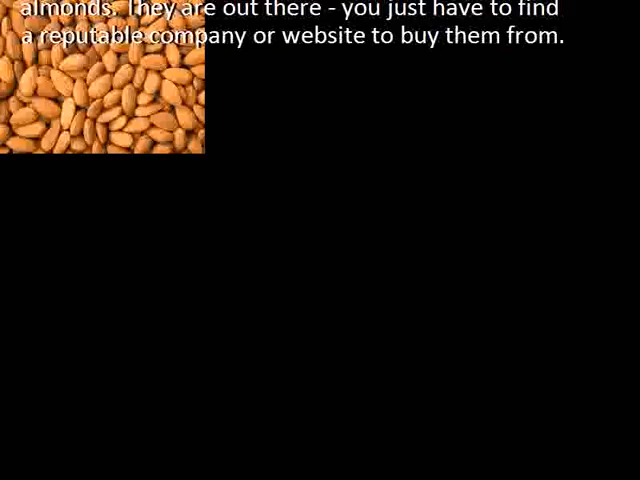 almonds. They are out there - you just have to find
a reputable company or website to buy them from.